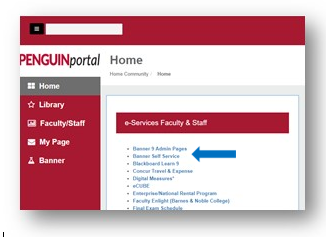 PENGUINportal
Home
Home Community / Home
Home
Library
Faculty/Staff
My Page
Banner
e-Services Faculty & Staff
Banner 9 Admin Pages
Banner Self Service
Blackboard Learn 9
Concur Travel & Expense
Digital Measures*
eCUBE
Enterprise/National Rental Program
Faculty Enlight (Barnes & Noble College)
Final Exam Schedule